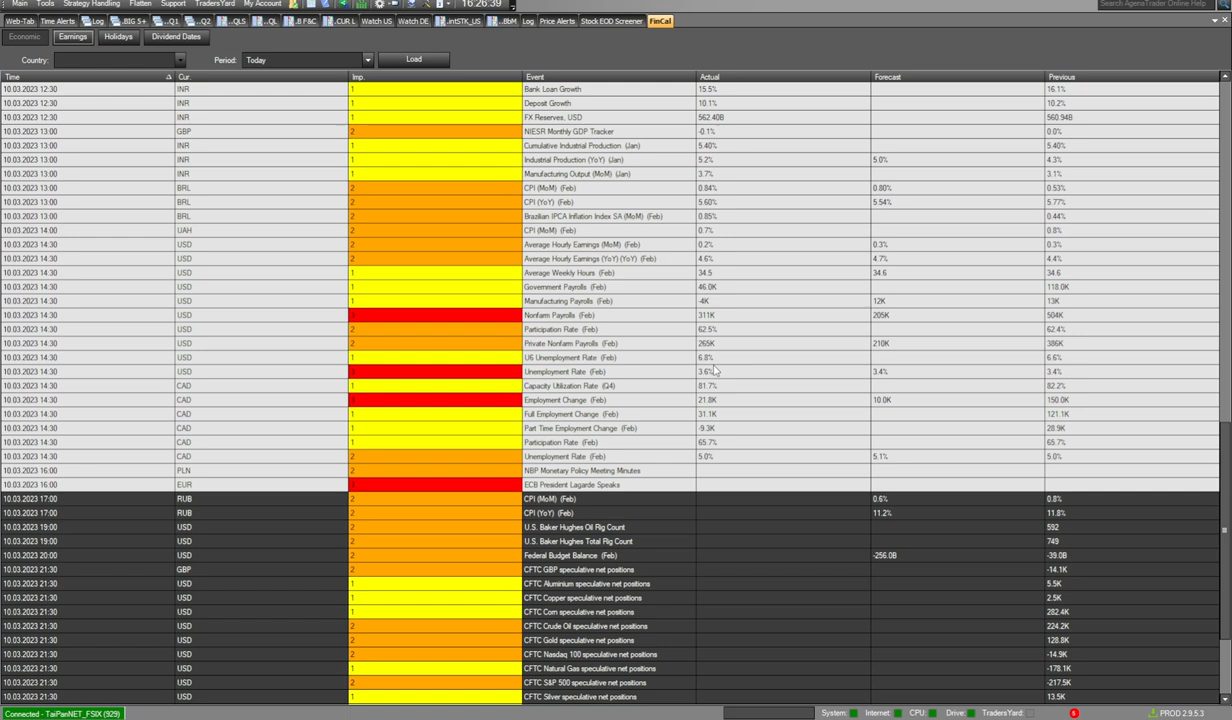 Main Tools Strategy Handling Flatten Support TradersYard My Account 16:26:39 Search AgenaTrader Online Help
Web-Tab Time Alerts Log .BIG S+ ..Q1 ..Q2 ..QLS ..QL .B F&C .CUR L Watch US Watch DE .intSTK_US ..BbM Log Price Alerts Stock EOD Screener FinCal
Economic Earnings Holidays Dividend Dates
Country: Period: Today Load
Time Cur. Imp. Event Actual Forecast Previous
10.03.2023 12:30 INR 1 Bank Loan Growth 15.5% 16.1%
10.03.2023 12:30 INR 1 Deposit Growth 10.1% 10.2%
10.03.2023 12:30 INR 1 FX Reserves, USD 562.40B 560.94B
10.03.2023 13:00 GBP 2 NIESR Monthly GDP Tracker -0.1% 0.0%
10.03.2023 13:00 INR 1 Cumulative Industrial Production (Jan) 5.40% 5.40%
10.03.2023 13:00 INR 1 Industrial Production (YoY) (Jan) 5.2% 5.0% 4.3%
10.03.2023 13:00 INR 1 Manufacturing Output (MoM) (Jan) 3.7% 3.1%
10.03.2023 13:00 BRL 2 CPI (MoM) (Feb) 0.84% 0.80% 0.53%
10.03.2023 13:00 BRL 2 CPI (YoY) (Feb) 5.60% 5.54% 5.77%
10.03.2023 13:00 BRL 2 Brazilian IPCA Inflation Index SA (MoM) (Feb) 0.85% 0.44%
10.03.2023 14:00 UAH 2 CPI (MoM) (Feb) 0.7% 0.8%
10.03.2023 14:30 USD 2 Average Hourly Earnings (MoM) (Feb) 0.2% 0.3% 0.3%
10.03.2023 14:30 USD 2 Average Hourly Earnings (YoY) (YoY) (Feb) 4.6% 4.7% 4.4%
10.03.2023 14:30 USD 1 Average Weekly Hours (Feb) 34.5 34.6 34.6
10.03.2023 14:30 USD 1 Government Payrolls (Feb) 46.0K 118.0K
10.03.2023 14:30 USD 1 Manufacturing Payrolls (Feb) -4K 12K 13K
10.03.2023 14:30 USD 3 Nonfarm Payrolls (Feb) 311K 205K 504K
10.03.2023 14:30 USD 2 Participation Rate (Feb) 62.5% 62.4%
10.03.2023 14:30 USD 2 Private Nonfarm Payrolls (Feb) 265K 210K 386K
10.03.2023 14:30 USD 1 U6 Unemployment Rate (Feb) 6.8% 6.6%
10.03.2023 14:30 USD 3 Unemployment Rate (Feb) 3.6% 3.4% 3.4%
10.03.2023 14:30 CAD 1 Capacity Utilization Rate (Q4) 81.7% 82.2%
10.03.2023 14:30 CAD 3 Employment Change (Feb) 21.8K 10.0K 150.0K
10.03.2023 14:30 CAD 1 Full Employment Change (Feb) 31.1K 121.1K
10.03.2023 14:30 CAD 1 Part Time Employment Change (Feb) -9.3K 28.9K
10.03.2023 14:30 CAD 1 Participation Rate (Feb) 65.7% 65.7%
10.03.2023 14:30 CAD 2 Unemployment Rate (Feb) 5.0% 5.1% 5.0%
10.03.2023 16:00 PLN 2 NBP Monetary Policy Meeting Minutes
10.03.2023 16:00 EUR 3 ECB President Lagarde Speaks
10.03.2023 17:00 RUB 2 CPI (MoM) (Feb) 0.6% 0.8%
10.03.2023 17:00 RUB 2 CPI (YoY) (Feb) 11.2% 11.8%
10.03.2023 19:00 USD 2 U.S. Baker Hughes Oil Rig Count 592
10.03.2023 19:00 USD 2 U.S. Baker Hughes Total Rig Count 749
10.03.2023 20:00 USD 2 Federal Budget Balance (Feb) -256.0B -39.0B
10.03.2023 21:30 GBP 2 CFTC GBP speculative net positions -14.1K
10.03.2023 21:30 USD 1 CFTC Aluminium speculative net positions 5.5K
10.03.2023 21:30 USD 1 CFTC Copper speculative net positions 2.5K
10.03.2023 21:30 USD 1 CFTC Corn speculative net positions 282.4K
10.03.2023 21:30 USD 2 CFTC Crude Oil speculative net positions 224.2K
10.03.2023 21:30 USD 2 CFTC Gold speculative net positions 128.8K
10.03.2023 21:30 USD 2 CFTC Nasdaq 100 speculative net positions -14.9K
10.03.2023 21:30 USD 1 CFTC Natural Gas speculative net positions -178.1K
10.03.2023 21:30 USD 2 CFTC S&P 500 speculative net positions -217.5K
10.03.2023 21:30 USD 1 CFTC Silver speculative net positions 13.5K
Connected - TaiPanNET_FSIX (929) System: Internet: CPU: Drive: TradersYard: PROD 2.9.5.3